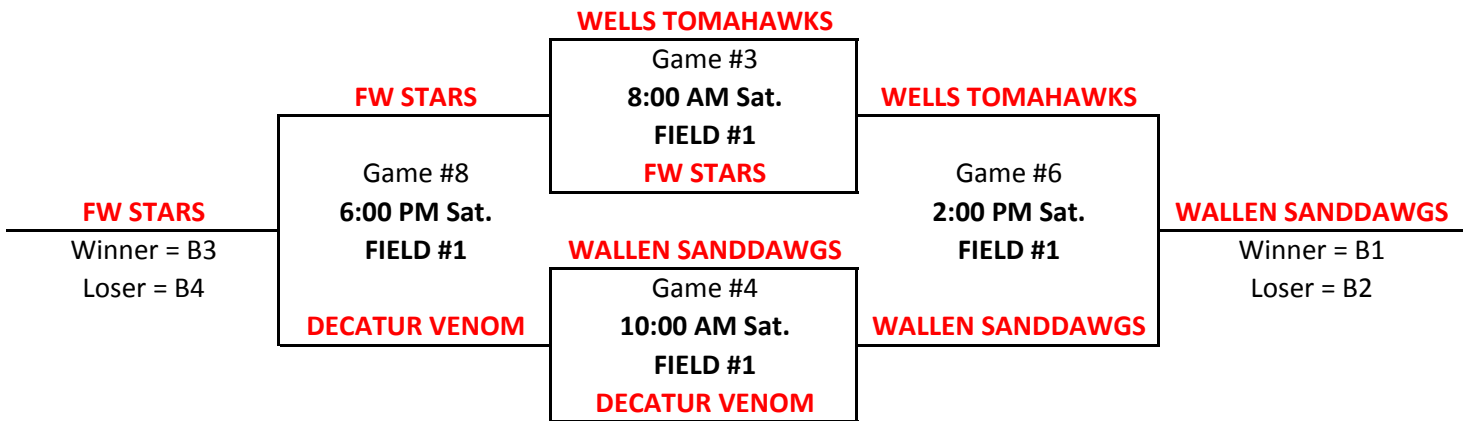 WELLS TOMAHAWKS
Game #3
FW STARS
8:00 AM Sat.
WELLS TOMAHAWKS
FIELD #1
Game #8
FW STARS
Game #6
FW STARS
6:00 PM Sat.
2:00 PM Sat.
WALLEN SANDDAWGS
Winner = B3
FIELD #1
WALLEN SANDDAWGS
FIELD #1
Winner = B1
Loser = B4
Game #4
Loser = B2
DECATUR VENOM
10:00 AM Sat.
WALLEN SANDDAWGS
FIELD #1
DECATUR VENOM